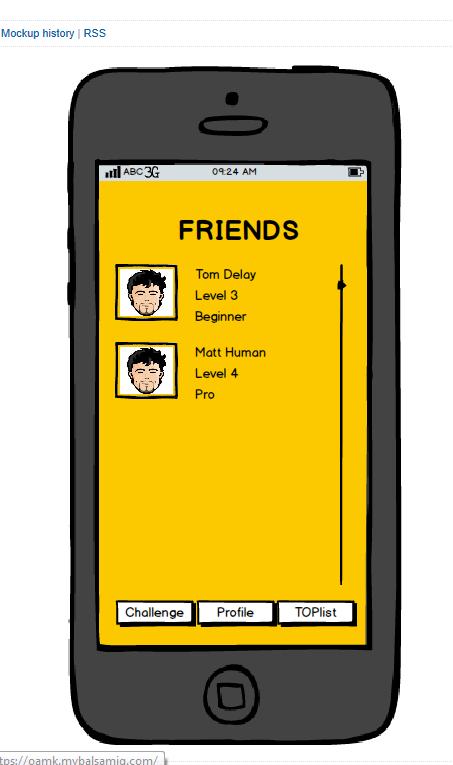 Mockup history | RSS
ABC 3G 09:24 AM
FRIENDS
Tom Delay
Level 3
Beginner
Matt Human
Level 4
Pro
Challenge Profile TOPlist
tps://oamk.mybalsamiq.com/